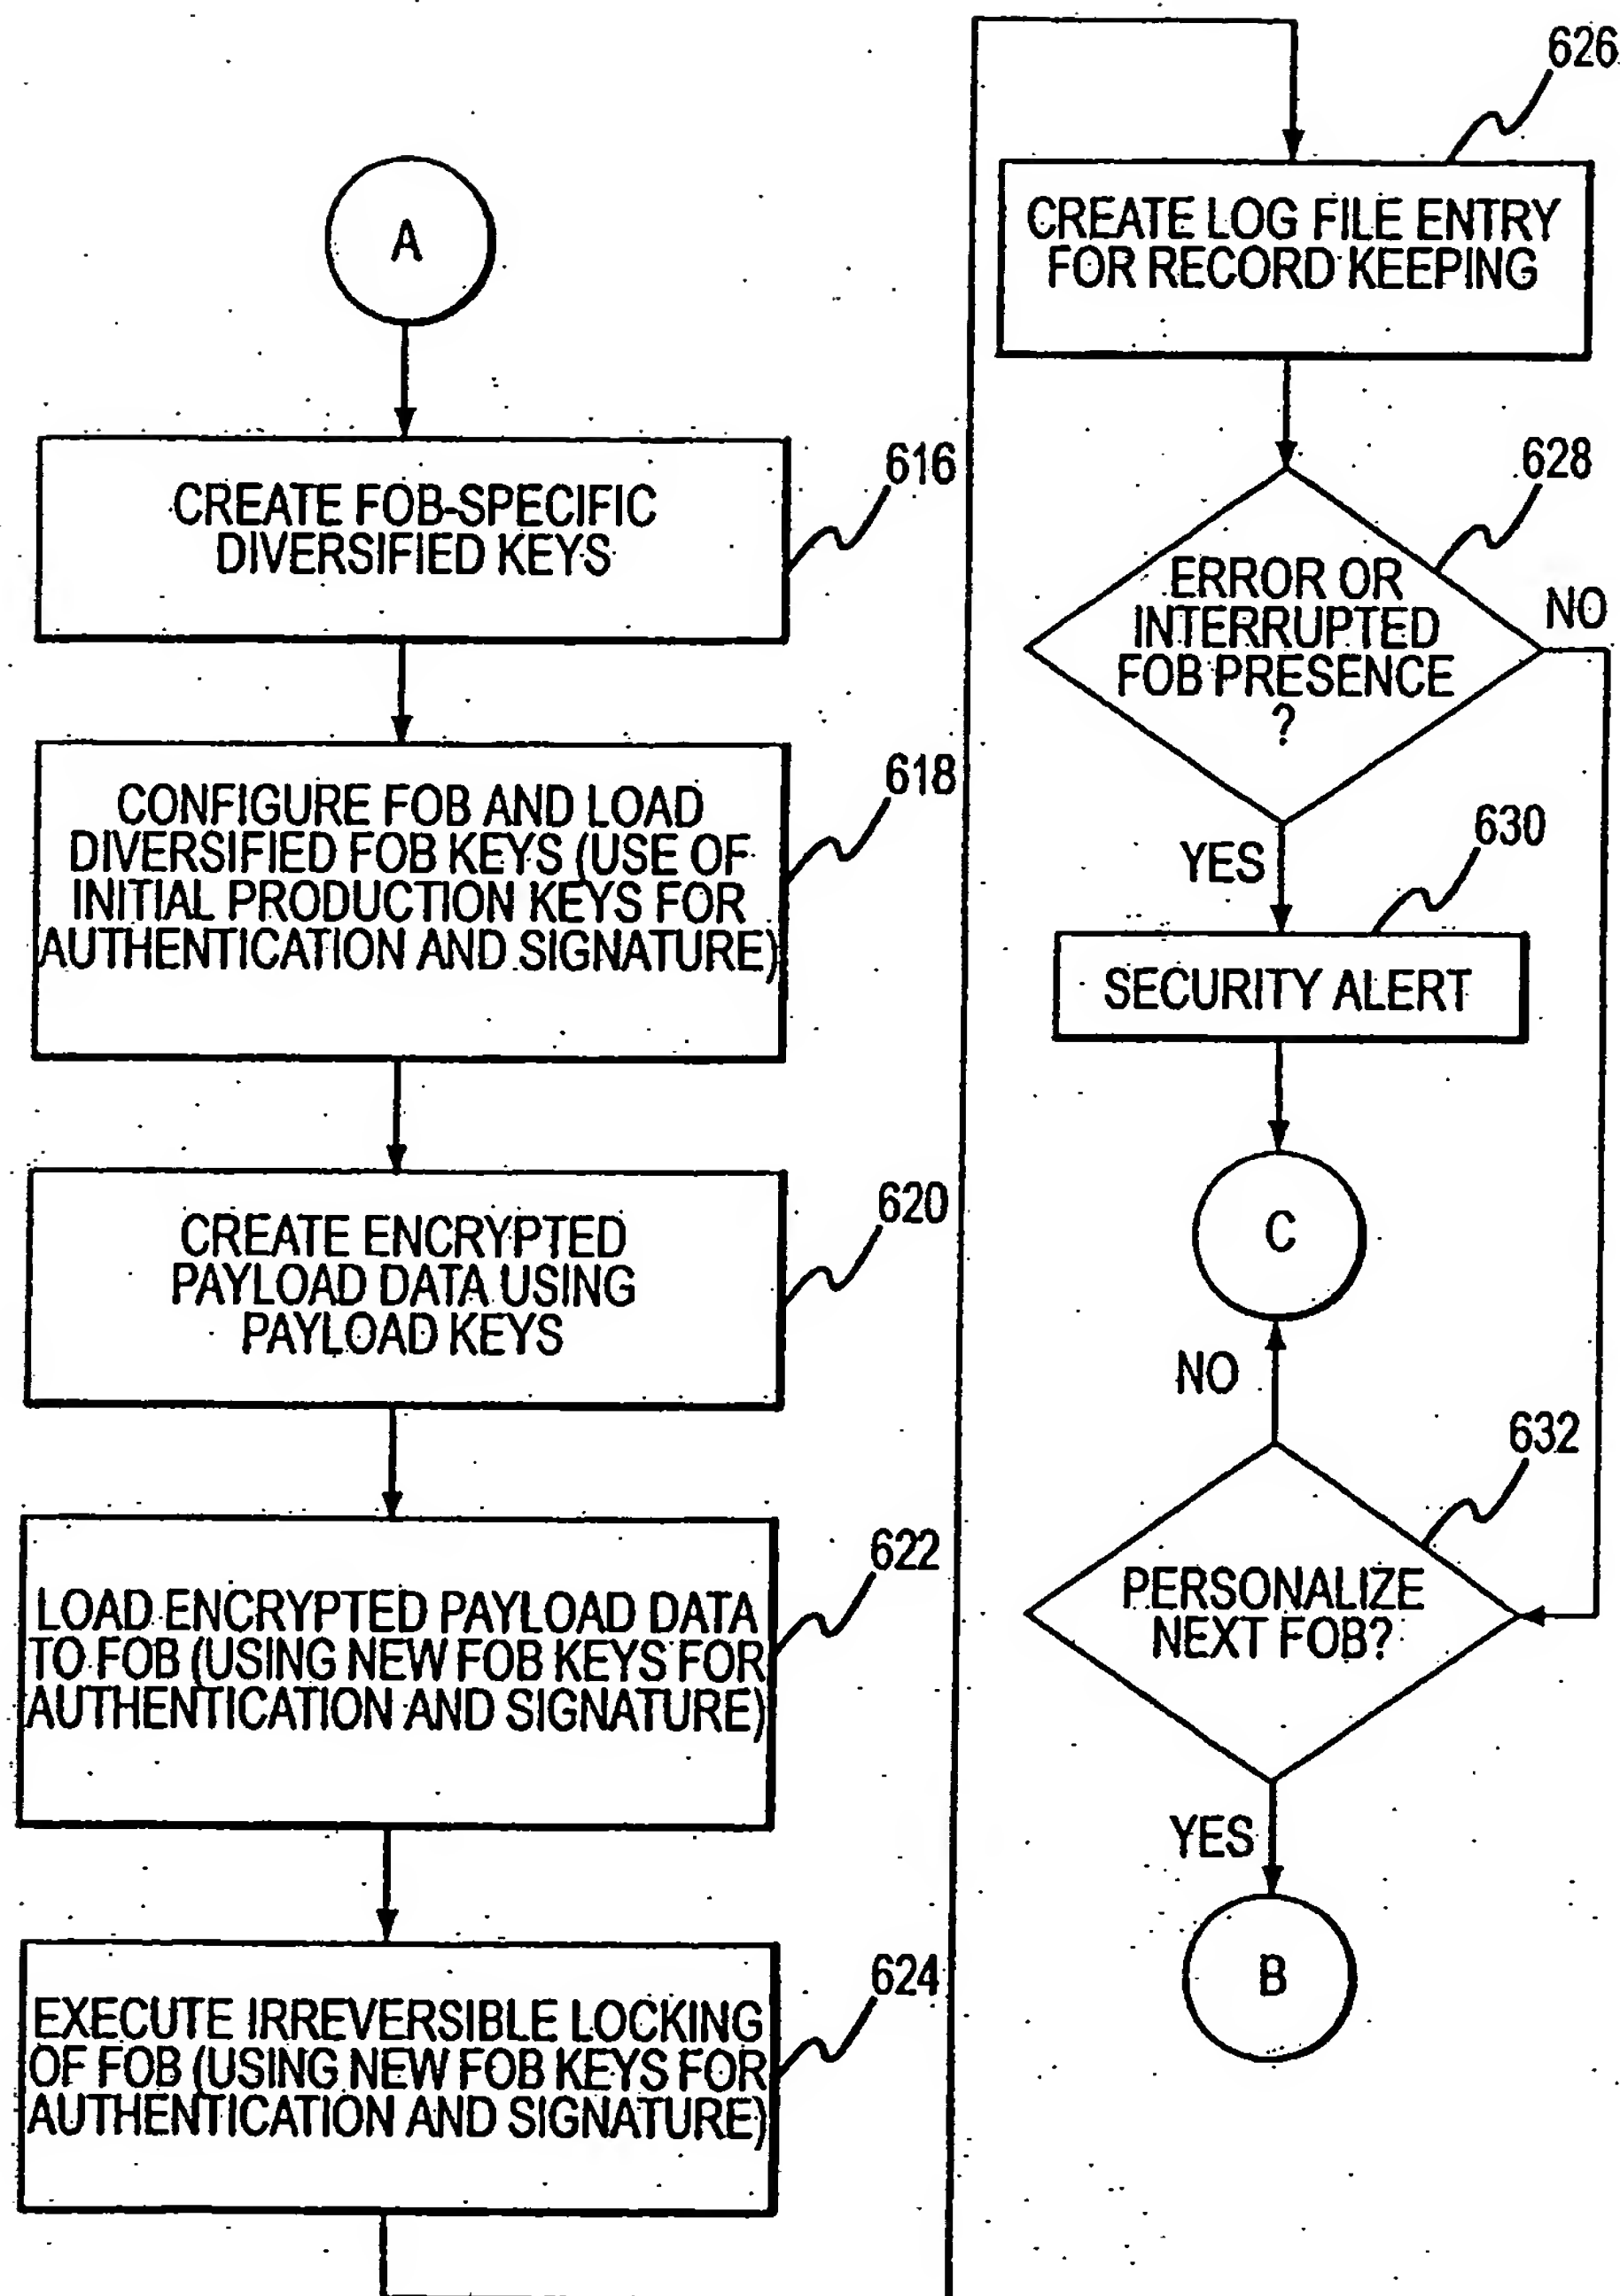 A
CREATE FOB-SPECIFIC
DIVERSIFIED KEYS
616
CONFIGURE FOB AND LOAD
DIVERSIFIED FOB KEYS (USE OF
INITIAL PRODUCTION KEYS FOR
AUTHENTICATION AND SIGNATURE)
618
CREATE ENCRYPTED
PAYLOAD DATA USING
PAYLOAD KEYS
620
LOAD ENCRYPTED PAYLOAD DATA
TO FOB (USING NEW FOB KEYS FOR
AUTHENTICATION AND SIGNATURE)
622
EXECUTE IRREVERSIBLE LOCKING
OF FOB (USING NEW FOB KEYS FOR
AUTHENTICATION AND SIGNATURE)
624
626
CREATE LOG FILE ENTRY
FOR RECORD KEEPING
628
ERROR OR
INTERRUPTED
FOB PRESENCE
?
NO
YES
630
SECURITY ALERT
C
NO
632
PERSONALIZE
NEXT FOB?
YES
B